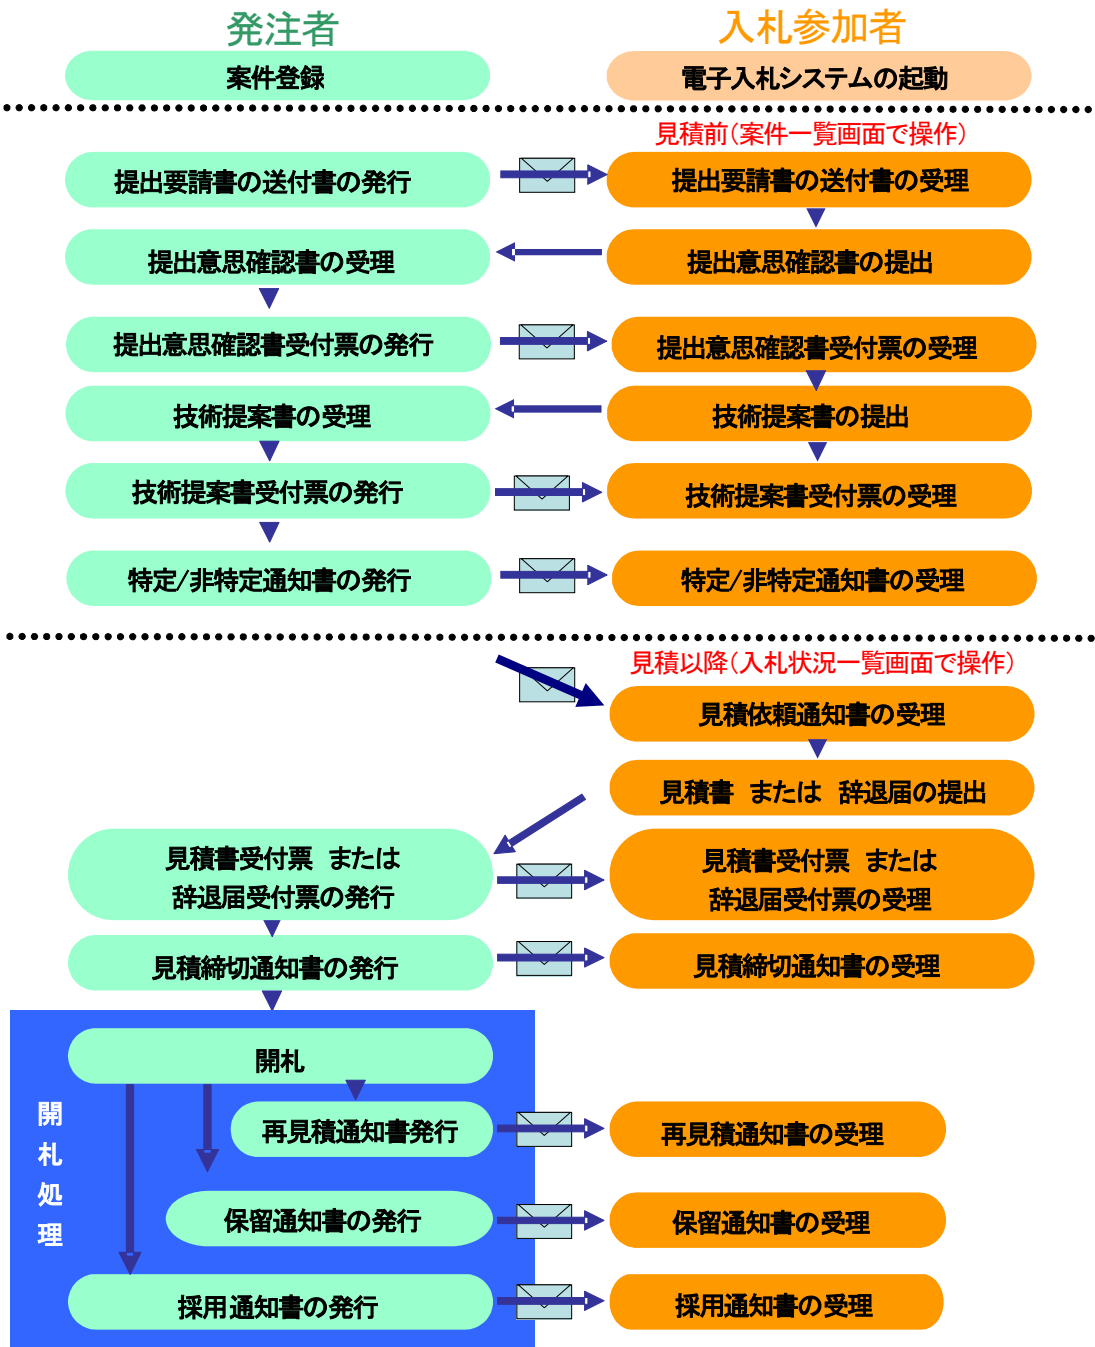 発注者
入札参加者
案件登録
電子入札システムの起動
見積前（案件一覧画面で操作）
提出要請書の送付書の発行
提出要請書の送付書の受理
提出意思確認書の受理
提出意思確認書の提出
提出意思確認書受付票の発行
提出意思確認書受付票の受理
技術提案書の受理
技術提案書の提出
技術提案書受付票の発行
技術提案書受付票の受理
特定/非特定通知書の発行
特定/非特定通知書の受理
見積以降（入札状況一覧画面で操作）
見積依頼通知書の受理
見積書　または　辞退届の提出
見積書受付票　または
辞退届受付票の発行
見積書受付票　または
辞退届受付票の受理
見積締切通知書の発行
見積締切通知書の受理
開札処理
開札
再見積通知書発行
再見積通知書の受理
保留通知書の発行
保留通知書の受理
採用通知書の発行
採用通知書の受理